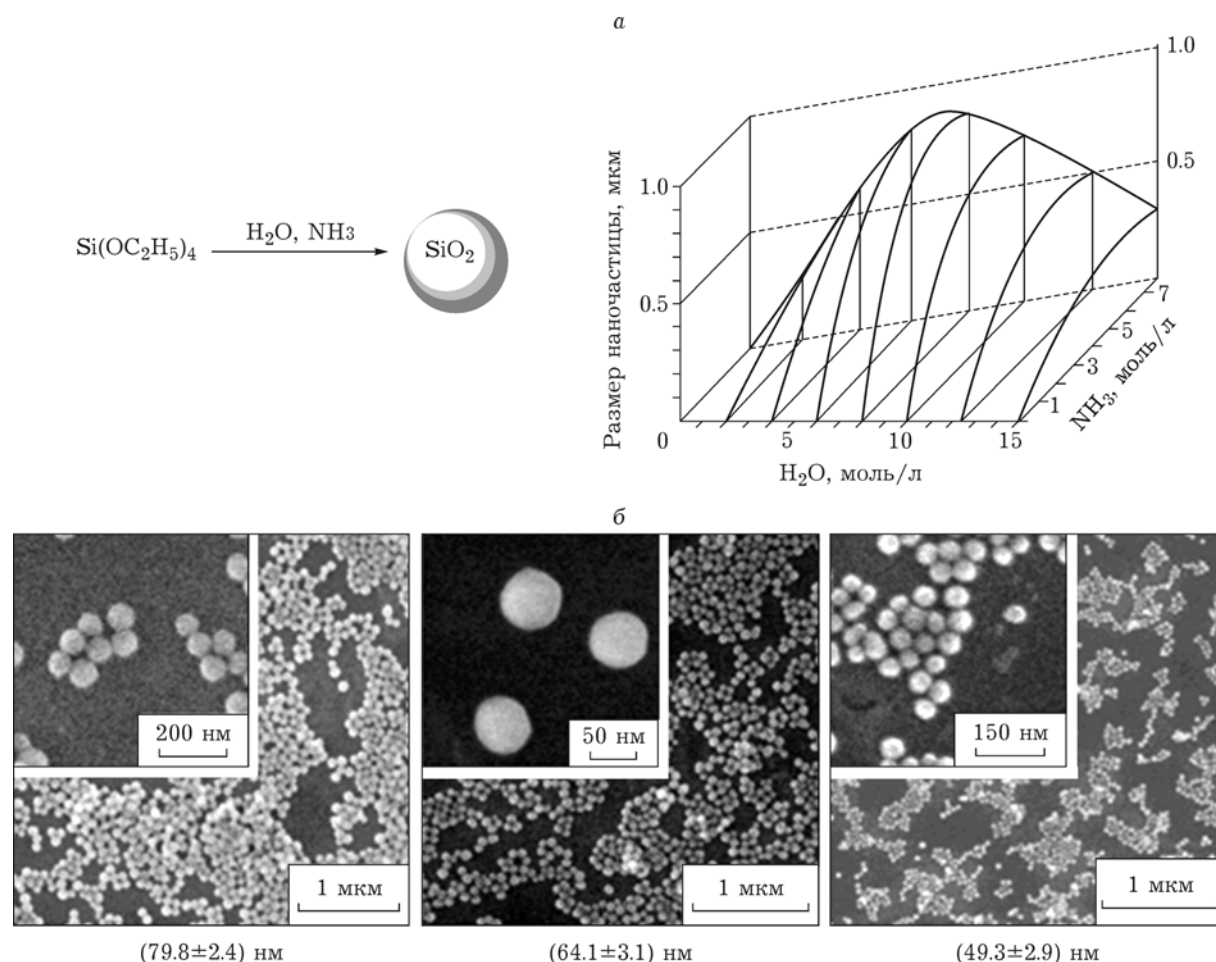 а
Si(OC2H5)4
H2O, NH3
SiO2
Размер наночастицы, мкм
1.0
0.5
0
5
10
15
H2O, моль/л
1
3
5
7
NH3, моль/л
1.0
0.5
б
200 нм
1 мкм
50 нм
1 мкм
150 нм
1 мкм
(79.8±2.4) нм
(64.1±3.1) нм
(49.3±2.9) нм